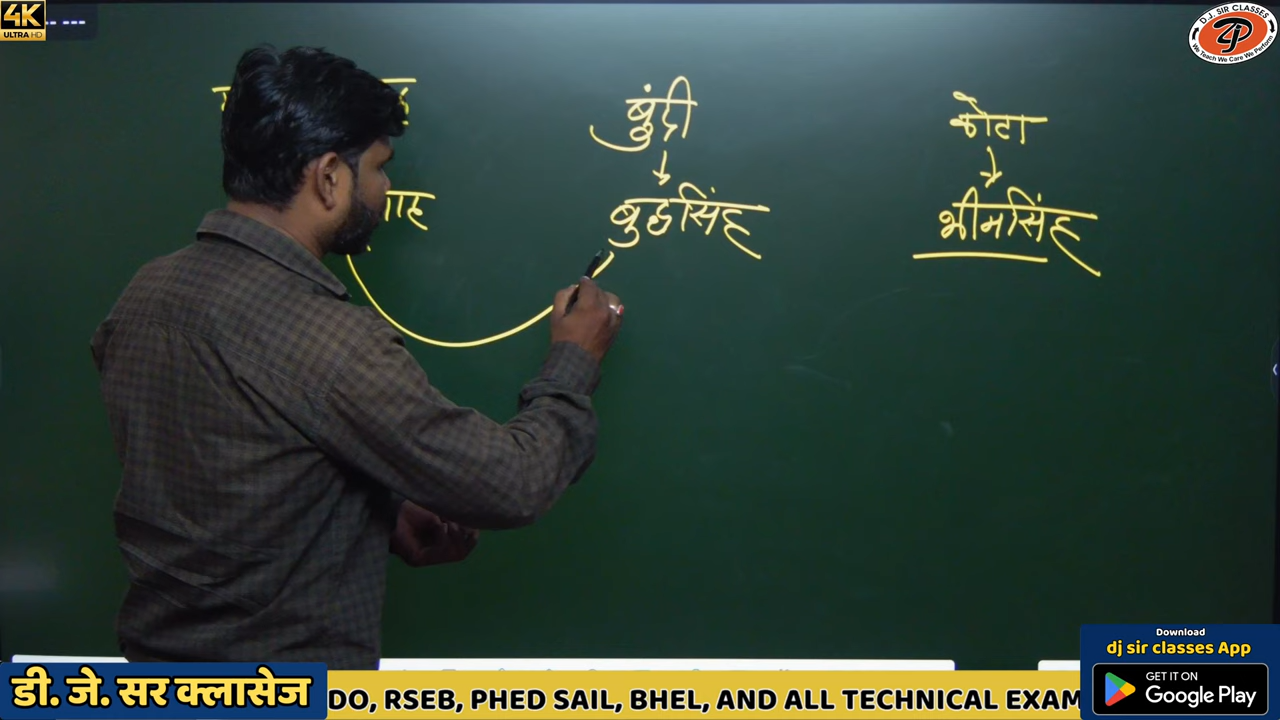 4K
ULTRA HD
D.J. SIR CLASSES
We Teach We Care We Perform
बुंदी
कोटा
बुद्धसिंह
भीमसिंह
Download
dj sir classes App
GET IT ON
Google Play
डी. जे. सर क्लासेज
DO, RSEB, PHED SAIL, BHEL, AND ALL TECHNICAL EXAM